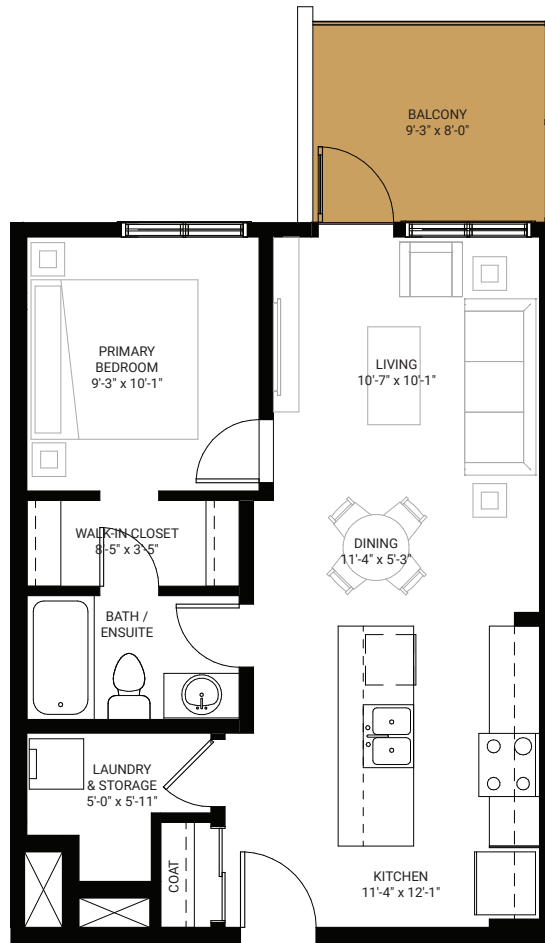 BALCONY
9'-3" x 8'-0"
PRIMARY
BEDROOM
9'-3" x 10'-1"
LIVING
10'-7" x 10'-1"
WALK-IN CLOSET
8'-5" x 3'-5"
DINING
11'-4" x 5'-3"
BATH /
ENSUITE
LAUNDRY
& STORAGE
5'-0" x 5'-11"
COAT
KITCHEN
11'-4" x 12'-1"